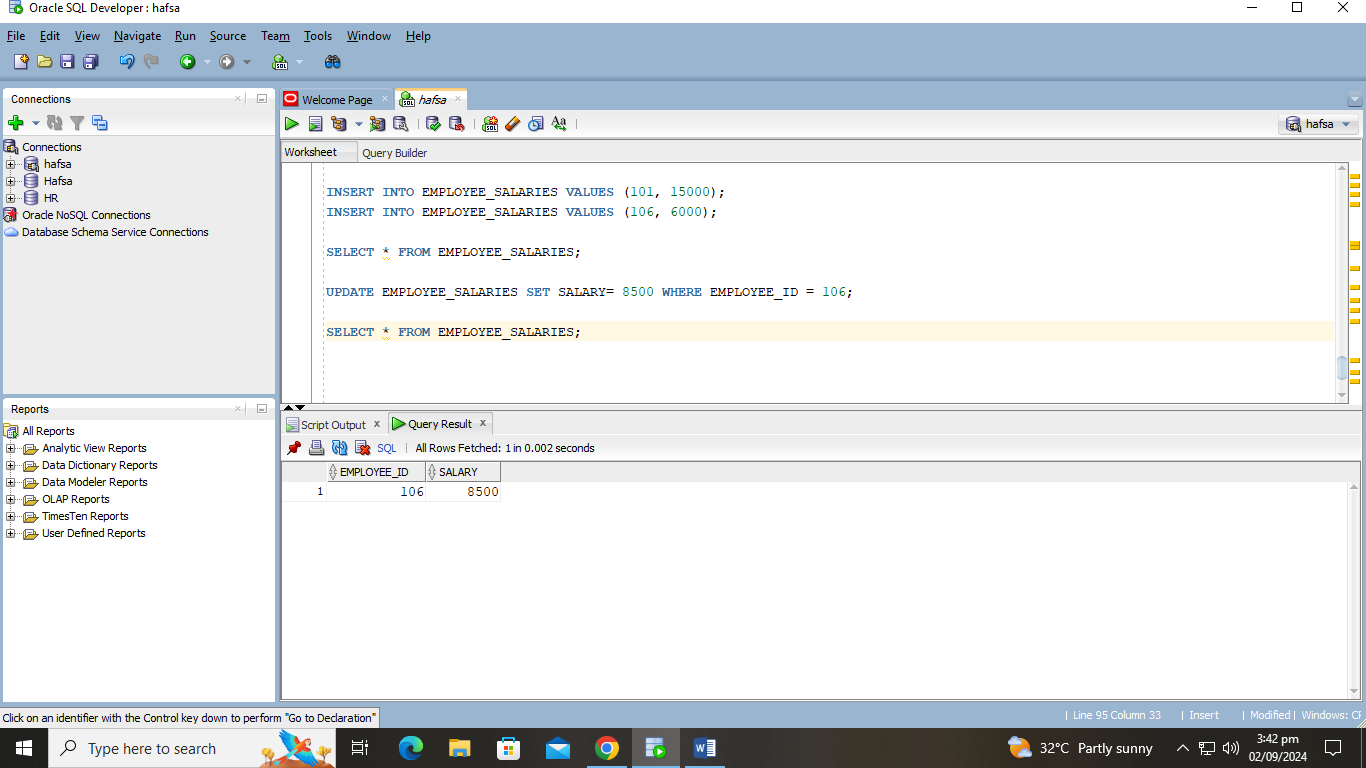 Oracle SQL Developer : hafsa
File Edit View Navigate Run Source Team Tools Window Help
Connections
Connections
hafsa
Hafsa
HR
Oracle NoSQL Connections
Database Schema Service Connections
Reports
All Reports
Analytic View Reports
Data Dictionary Reports
Data Modeler Reports
OLAP Reports
TimesTen Reports
User Defined Reports
Welcome Page hafsa
hafsa
Worksheet Query Builder
INSERT INTO EMPLOYEE_SALARIES VALUES (101, 15000);
INSERT INTO EMPLOYEE_SALARIES VALUES (106, 6000);
SELECT * FROM EMPLOYEE_SALARIES;
UPDATE EMPLOYEE_SALARIES SET SALARY= 8500 WHERE EMPLOYEE_ID = 106;
SELECT * FROM EMPLOYEE_SALARIES;
Script Output x Query Result x
SQL | All Rows Fetched: 1 in 0.002 seconds
EMPLOYEE_ID SALARY
1 106 8500
Click on an identifier with the Control key down to perform "Go to Declaration"
| Line 95 Column 33 | Insert | Modified | Windows: CF
Type here to search
32°C Partly sunny
3:42 pm
02/09/2024